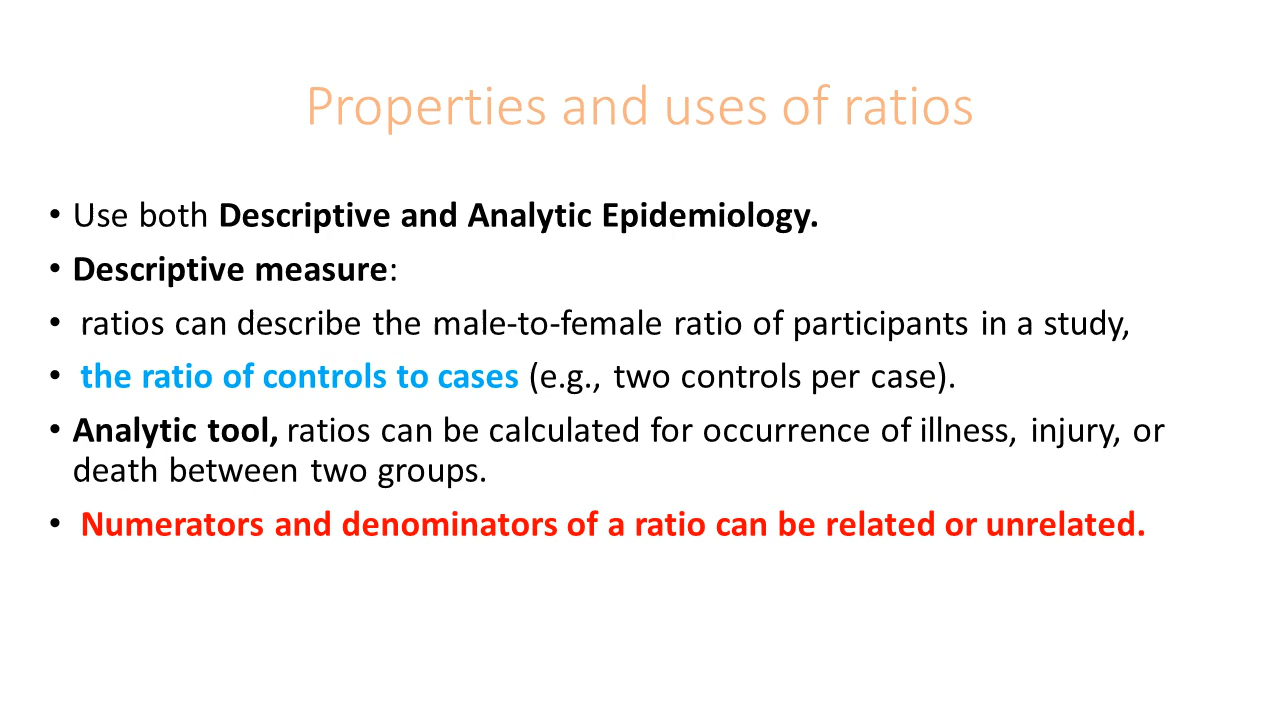 Properties and uses of ratios
• Use both Descriptive and Analytic Epidemiology.
• Descriptive measure:
• ratios can describe the male-to-female ratio of participants in a study,
• the ratio of controls to cases (e.g., two controls per case).
• Analytic tool, ratios can be calculated for occurrence of illness, injury, or
death between two groups.
• Numerators and denominators of a ratio can be related or unrelated.